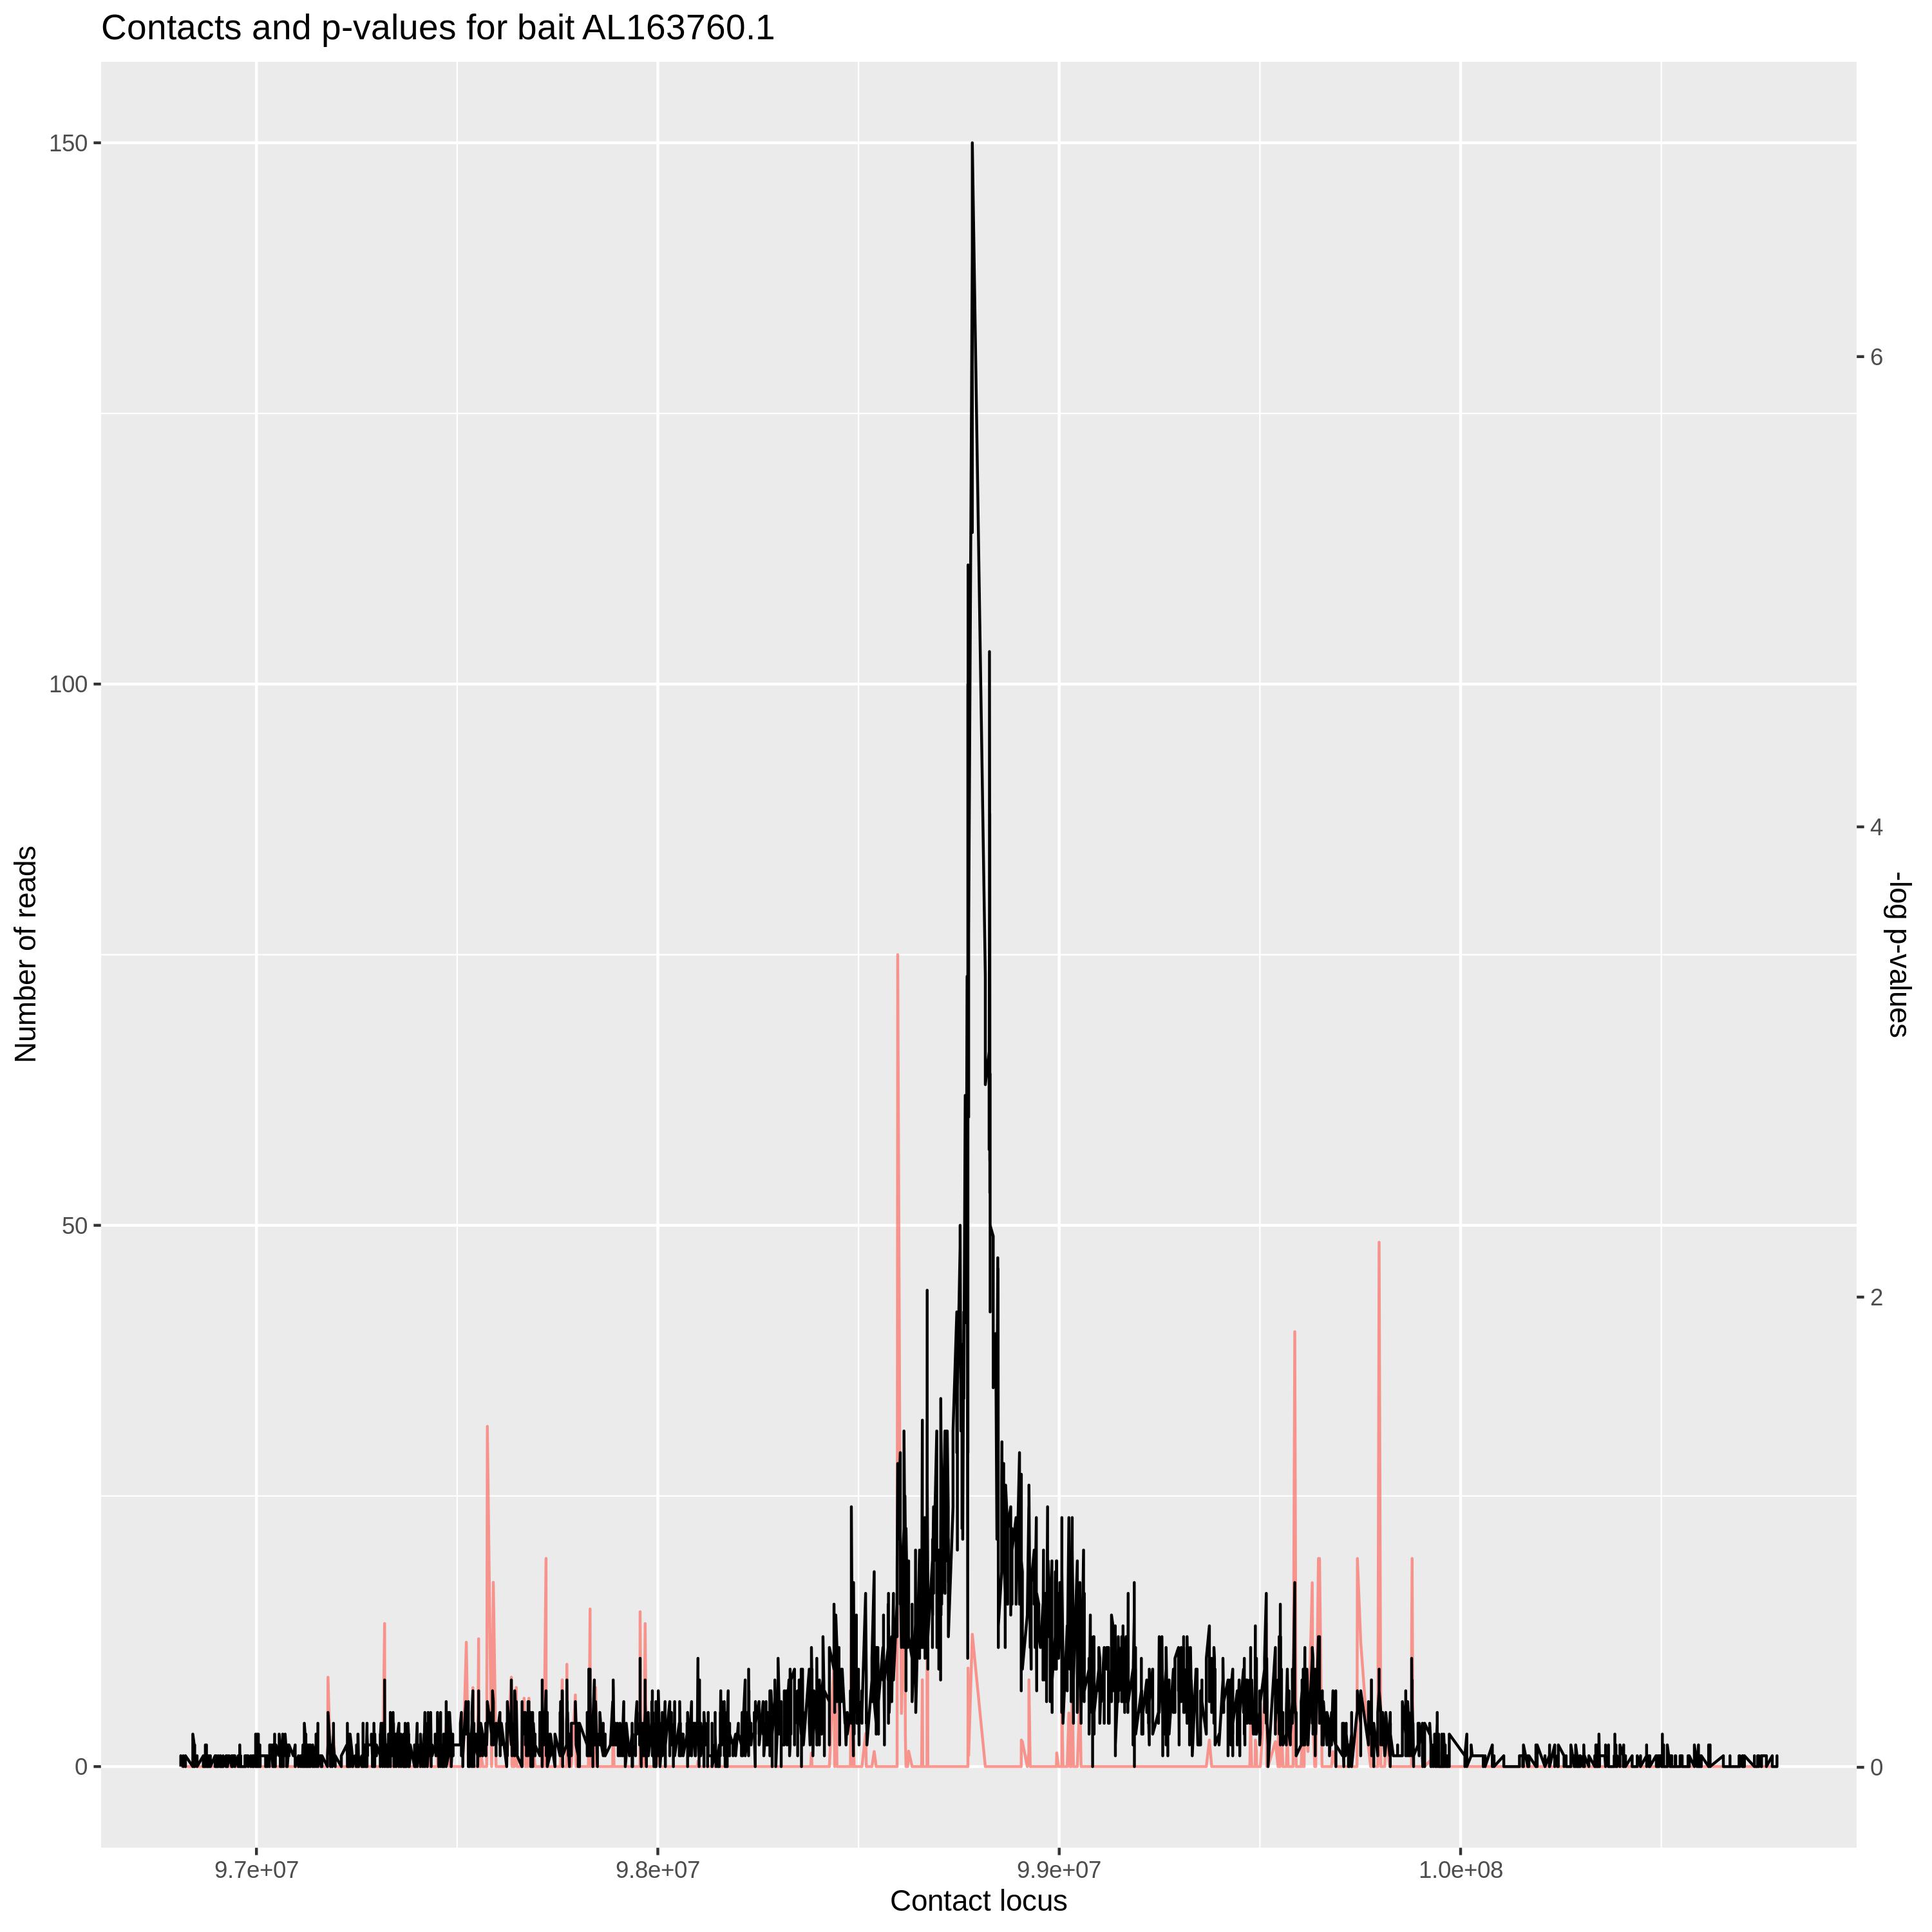 Contacts and p-values for bait AL163760.1
150
100
50
0
6
4
2
0
Number of reads
-log p-values
9.7e+07 9.8e+07 9.9e+07 1.0e+08
Contact locus